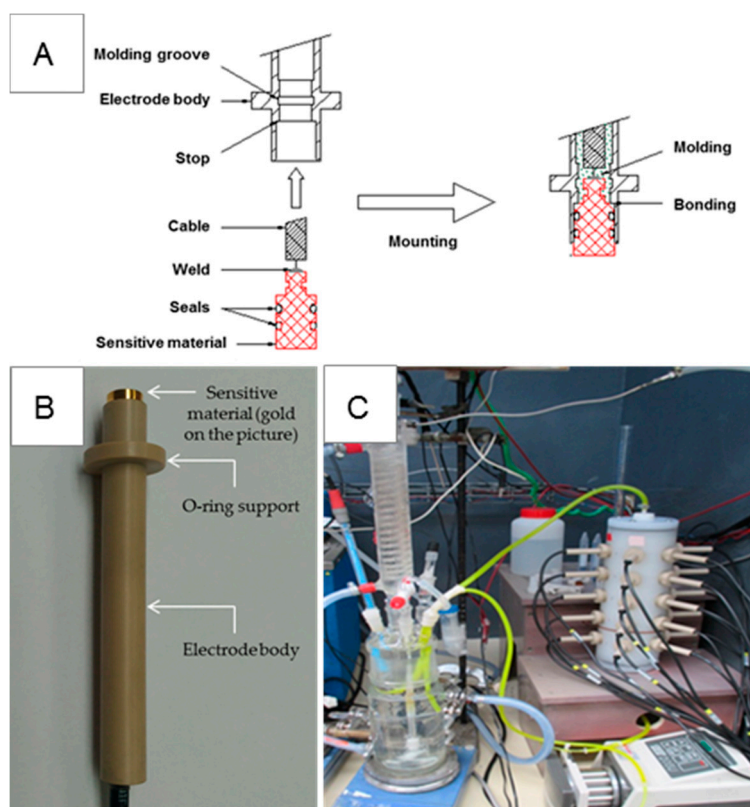 A
Molding groove
Electrode body
Stop
Cable
Weld
Seals
Sensitive material
Mounting
Molding
Bonding
B
Sensitive
material (gold
on the picture)
O-ring support
Electrode body
C